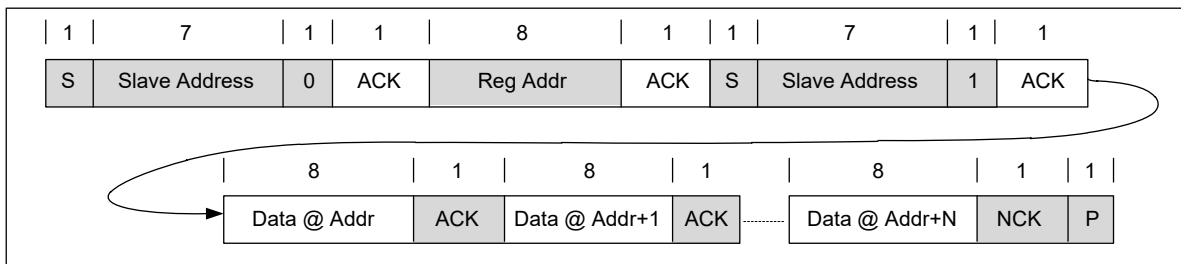 1 7 1 1 8 1 1 7 1 1
S Slave Address 0 ACK Reg Addr ACK S Slave Address 1 ACK
8 1 8 1 8 1 1
Data @ Addr ACK Data @ Addr+1 ACK Data @ Addr+N NCK P